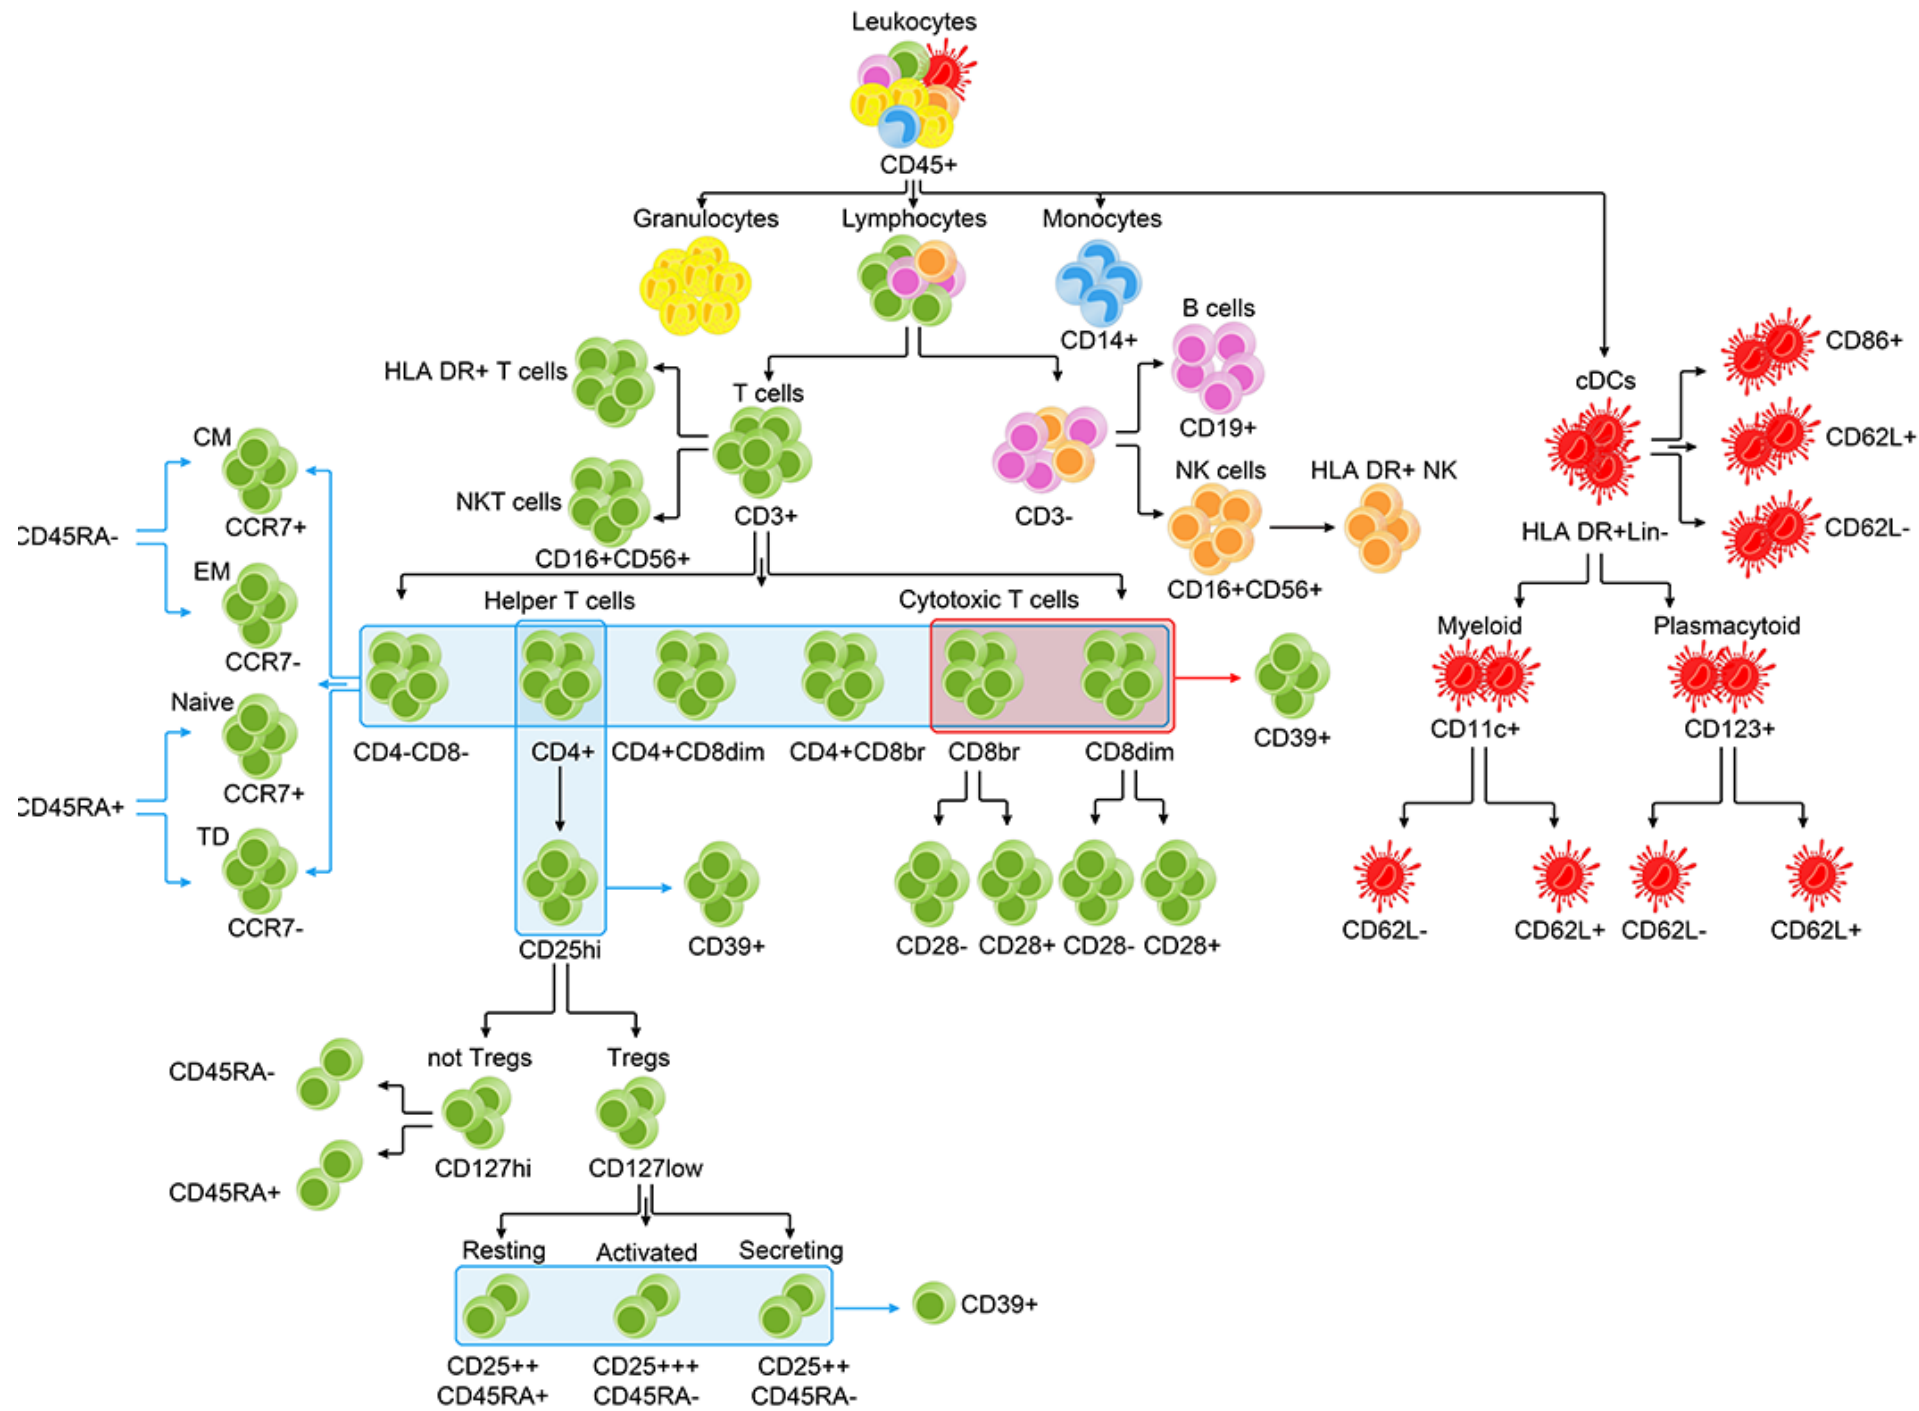 Leukocytes
CD45+
Granulocytes
Lymphocytes
Monocytes
CD14+
B cells
CD19+
HLA DR+ T cells
T cells
CD3+
NKT cells
CD16+CD56+
CD3-
NK cells
CD16+CD56+
HLA DR+ NK
cDCs
HLA DR+Lin-
CD86+
CD62L+
CD62L-
CM
CCR7+
CD45RA-
EM
CCR7-
Naive
CCR7+
CD45RA+
TD
CCR7-
Helper T cells
Cytotoxic T cells
CD4-CD8-
CD4+
CD4+CD8dim
CD4+CD8br
CD8br
CD8dim
CD39+
Myeloid
CD11c+
Plasmacytoid
CD123+
CD25hi
CD39+
CD28-
CD28+
CD28-
CD28+
CD62L-
CD62L+
CD62L-
CD62L+
not Tregs
CD127hi
Tregs
CD127low
CD45RA-
CD45RA+
Resting
Activated
Secreting
CD39+
CD25++
CD45RA+
CD25+++
CD45RA-
CD25++
CD45RA-